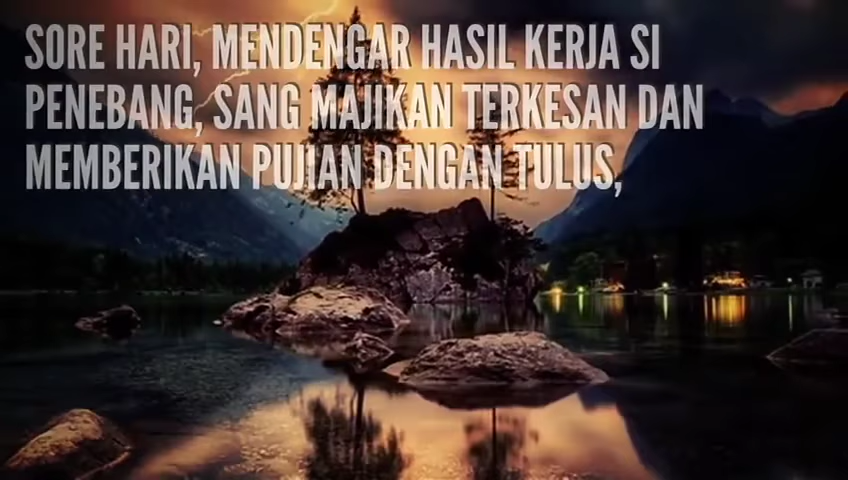 SORE HARI, MENDENGAR HASIL KERJA SI
PENEBANG, SANG MAJIKAN TERKESAN DAN
MEMBERIKAN PUJIAN DENGAN TULUS,